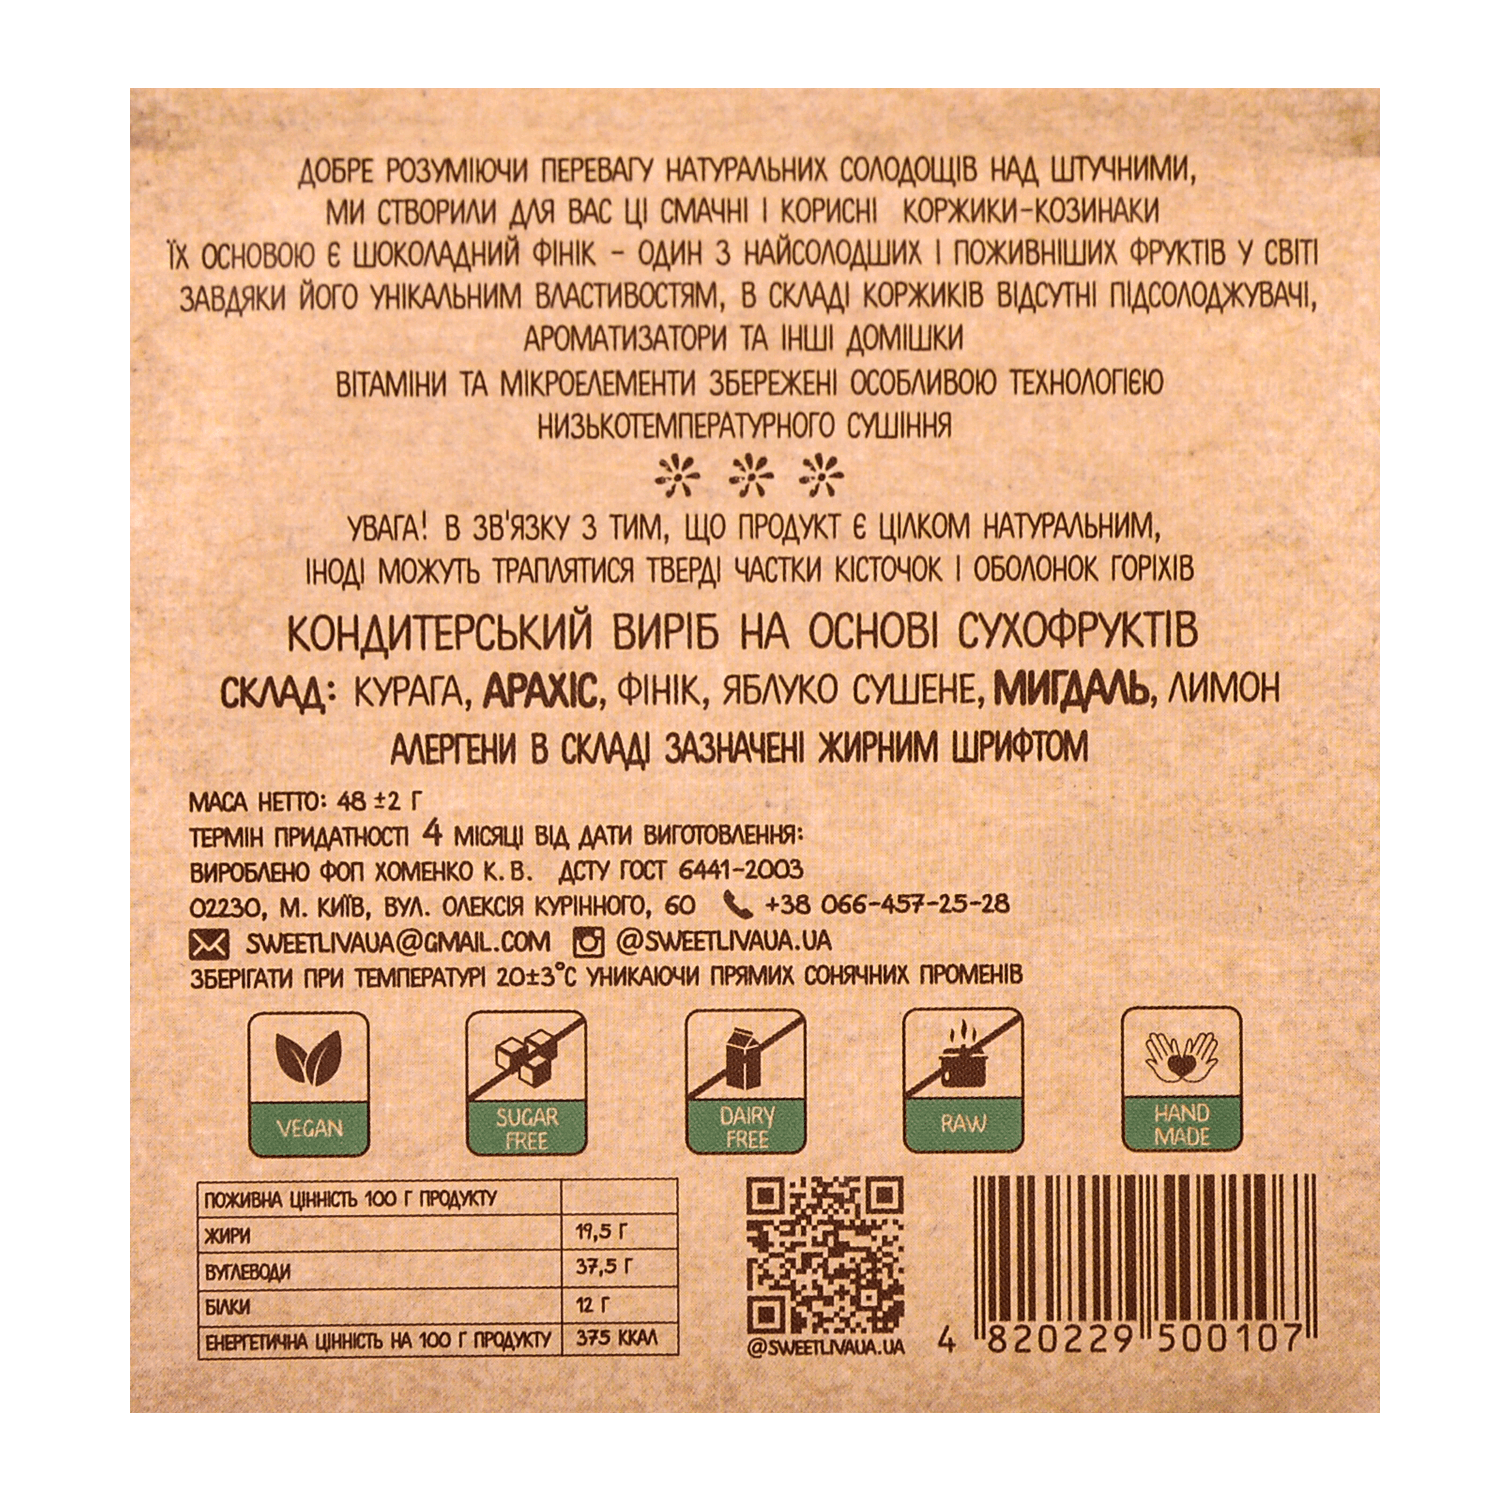 ДОБРЕ РОЗУМІЮЧИ ПЕРЕВАГУ НАТУРАЛЬНИХ СОЛОДОЩІВ НАД ШТУЧНИМИ,
МИ СТВОРИЛИ ДЛЯ ВАС ЦІ СМАЧНІ І КОРИСНІ КОРЖИКИ-КОЗИНАКИ
ЇХ ОСНОВОЮ Є ШОКОЛАДНИЙ ФІНІК - ОДИН З НАЙСОЛОДШИХ І ПОЖИВНІШИХ ФРУКТІВ У СВІТІ
ЗАВДЯКИ ЙОГО УНІКАЛЬНИМ ВЛАСТИВОСТЯМ, В СКЛАДІ КОРЖИКІВ ВІДСУТНІ ПІДСОЛОДЖУВАЧІ,
АРОМАТИЗАТОРИ ТА ІНШІ ДОМІШКИ
ВІТАМІНИ ТА МІКРОЕЛЕМЕНТИ ЗБЕРЕЖЕНІ ОСОБЛИВОЮ ТЕХНОЛОГІЄЮ
НИЗЬКОТЕМПЕРАТУРНОГО СУШІННЯ
УВАГА! В ЗВ'ЯЗКУ З ТИМ, ЩО ПРОДУКТ Є ЦІЛКОМ НАТУРАЛЬНИМ,
ІНОДІ МОЖУТЬ ТРАПЛЯТИСЯ ТВЕРДІ ЧАСТКИ КІСТОЧОК І ОБОЛОНОК ГОРІХІВ
КОНДИТЕРСЬКИЙ ВИРІБ НА ОСНОВІ СУХОФРУКТІВ
СКЛАД: КУРАГА, АРАХІС, ФІНІК, ЯБЛУКО СУШЕНЕ, МИГДАЛЬ, ЛИМОН
АЛЕРГЕНИ В СКЛАДІ ЗАЗНАЧЕНІ ЖИРНИМ ШРИФТОМ
МАСА НЕТТО: 48 ±2 Г
ТЕРМІН ПРИДАТНОСТІ 4 МІСЯЦІ ВІД ДАТИ ВИГОТОВЛЕННЯ:
ВИРОБЛЕНО ФОП ХОМЕНКО К. В. ДСТУ ГОСТ 6441-2003
02230, М. КИЇВ, ВУЛ. ОЛЕКСІЯ КУРІННОГО, 60 +38 066-457-25-28
SWEETLIVAUA@GMAIL.COM @SWEETLIVAUA.UA
ЗБЕРІГАТИ ПРИ ТЕМПЕРАТУРІ 20±3°С УНИКАЮЧИ ПРЯМИХ СОНЯЧНИХ ПРОМЕНІВ
VEGAN
SUGAR
FREE
DAIRY
FREE
RAW
HAND
MADE
ПОЖИВНА ЦІННІСТЬ 100 Г ПРОДУКТУ
ЖИРИ 19,5 Г
ВУГЛЕВОДИ 37,5 Г
БІЛКИ 12 Г
ЕНЕРГЕТИЧНА ЦІННІСТЬ НА 100 Г ПРОДУКТУ 375 ККАЛ
@SWEETLIVAUA.UA
4 820229 500107